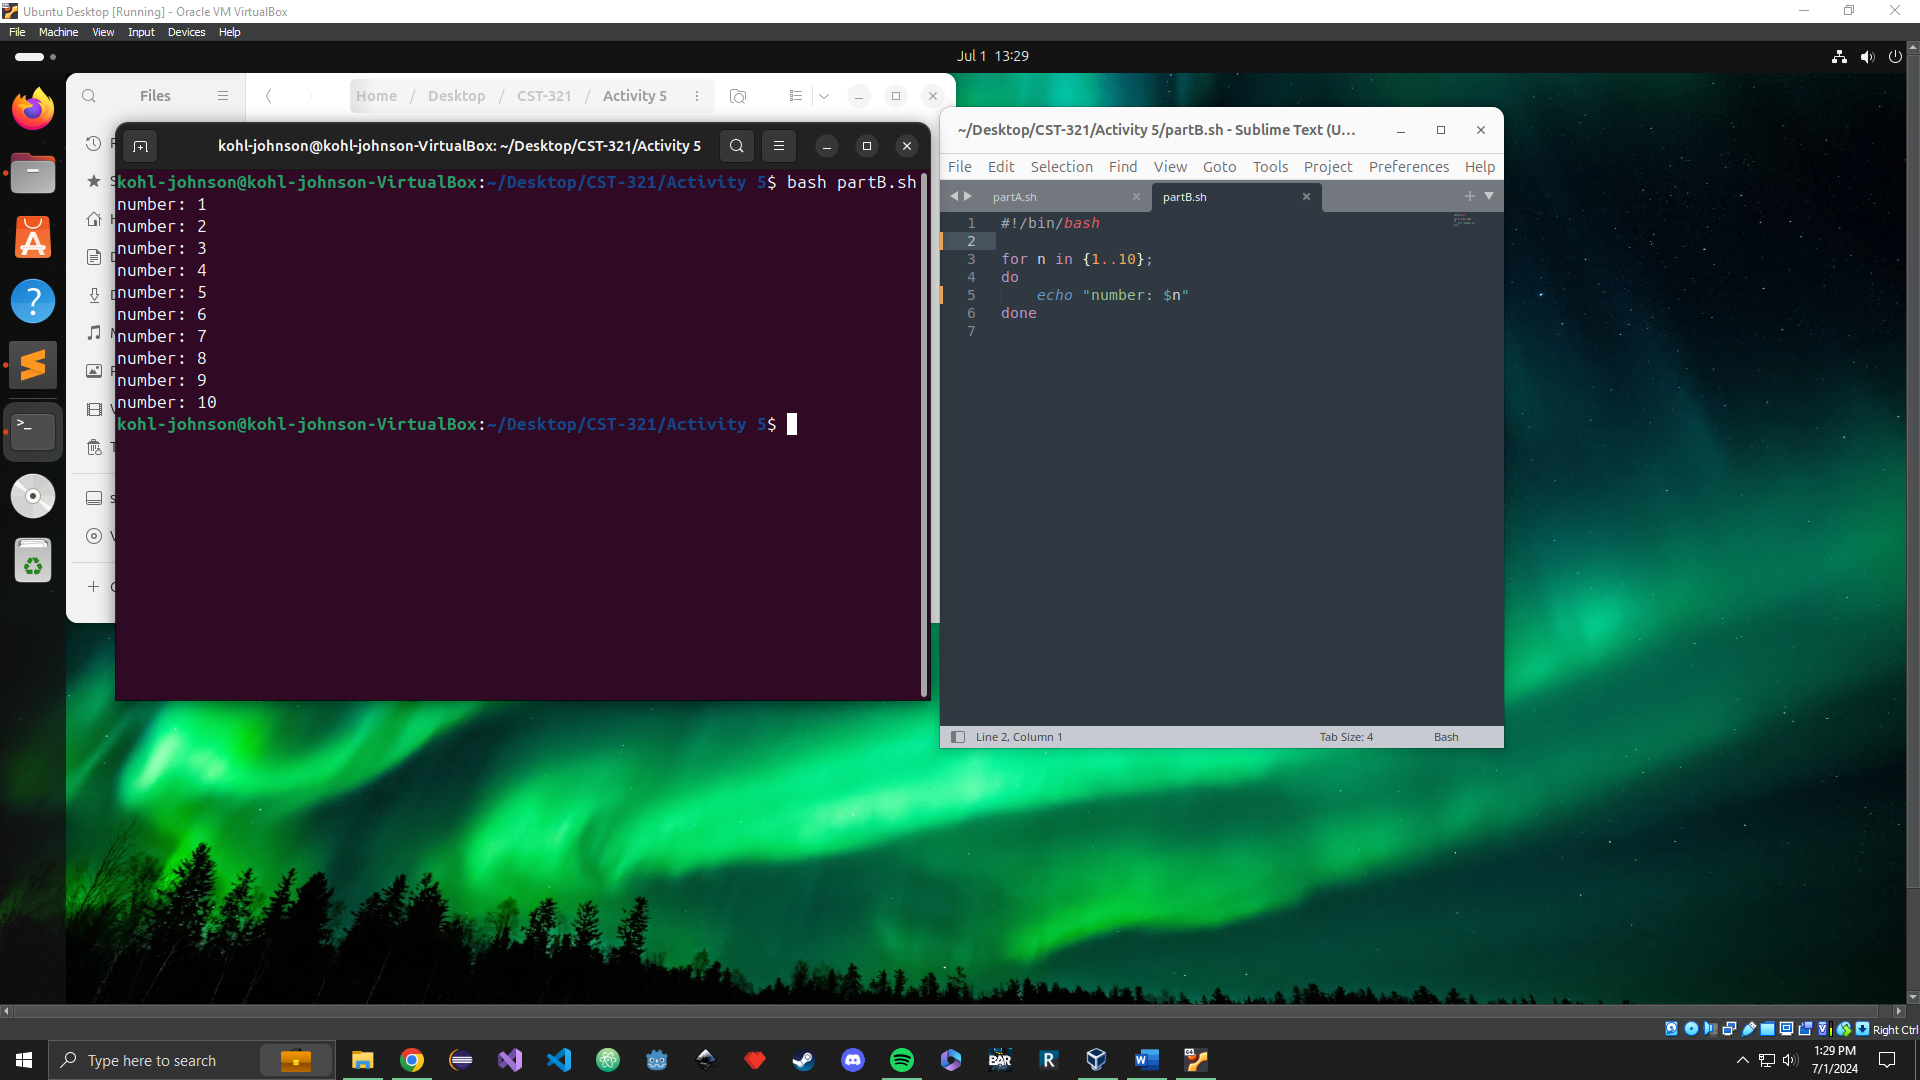 Ubuntu Desktop [Running] - Oracle VM VirtualBox
File Machine View Input Devices Help
Jul 1 13:29
Files
Home / Desktop / CST-321 / Activity 5
kohl-johnson@kohl-johnson-VirtualBox: ~/Desktop/CST-321/Activity 5
kohl-johnson@kohl-johnson-VirtualBox:~/Desktop/CST-321/Activity 5$ bash partB.sh
number: 1
number: 2
number: 3
number: 4
number: 5
number: 6
number: 7
number: 8
number: 9
number: 10
kohl-johnson@kohl-johnson-VirtualBox:~/Desktop/CST-321/Activity 5$
~/Desktop/CST-321/Activity 5/partB.sh - Sublime Text (U...
File Edit Selection Find View Goto Tools Project Preferences Help
partA.sh partB.sh
1 #!/bin/bash
2
3 for n in {1..10};
4 do
5 echo "number: $n"
6 done
7
Line 2, Column 1 Tab Size: 4 Bash
Right Ctrl
Type here to search
BAR
R
1:29 PM
7/1/2024